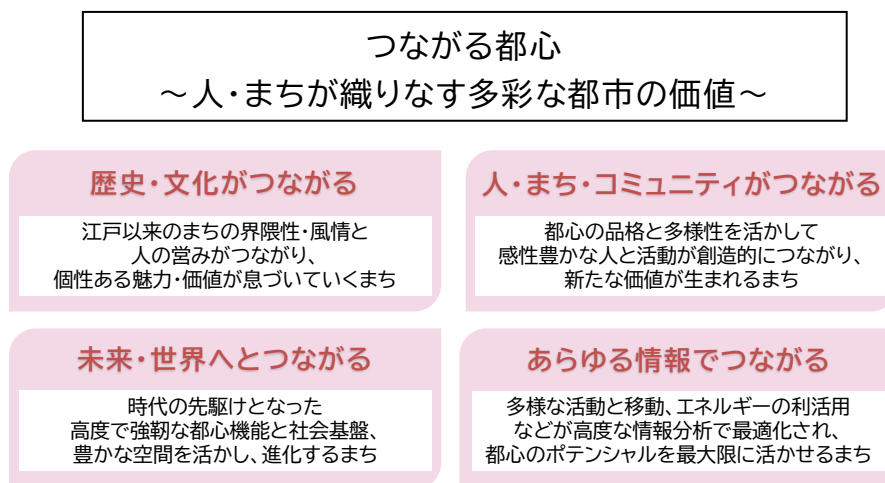 つながる都心
～人・まちが織りなす多彩な都市の価値～
歴史・文化がつながる
江戸以来のまちの界隈性・風情と
人の営みがつながり、
個性ある魅力・価値が息づいていくまち
人・まち・コミュニティがつながる
都心の品格と多様性を活かして
感性豊かな人と活動が創造的につながり、
新たな価値が生まれるまち
未来・世界へとつながる
時代の先駆けとなった
高度で強靭な都心機能と社会基盤、
豊かな空間を活かし、進化するまち
あらゆる情報でつながる
多様な活動と移動、エネルギーの利活用
などが高度な情報分析で最適化され、
都心のポテンシャルを最大限に活かせるまち